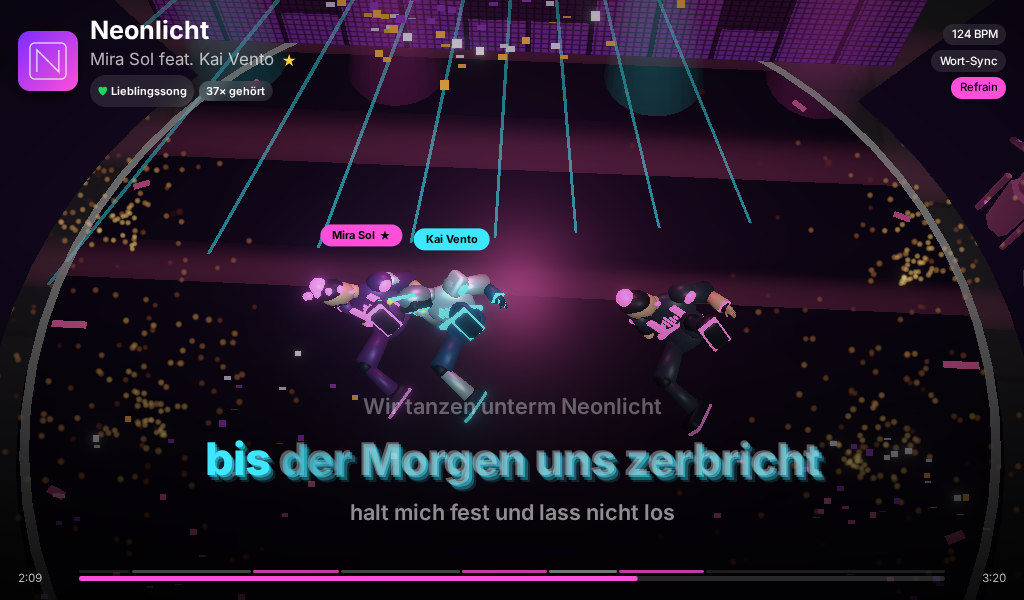 Neonlicht
Mira Sol feat. Kai Vento ★
Lieblingssong
37× gehört
124 BPM
Wort-Sync
Refrain
Mira Sol ★
Kai Vento
Wir tanzen unterm Neonlicht
bis der Morgen uns zerbricht
halt mich fest und lass nicht los
2:09
3:20